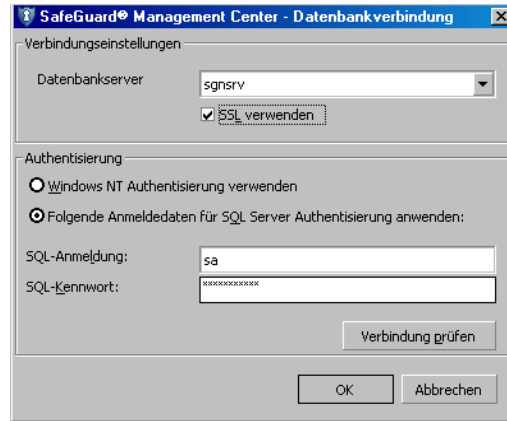 SafeGuard® Management Center - Datenbankverbindung
Verbindungseinstellungen
Datenbankserver
sgnsrv
SSL verwenden
Authentisierung
Windows NT Authentisierung verwenden
Folgende Anmeldedaten für SQL Server Authentisierung anwenden:
SQL-Anmeldung:
sa
SQL-Kennwort:
***********
Verbindung prüfen
OK
Abbrechen